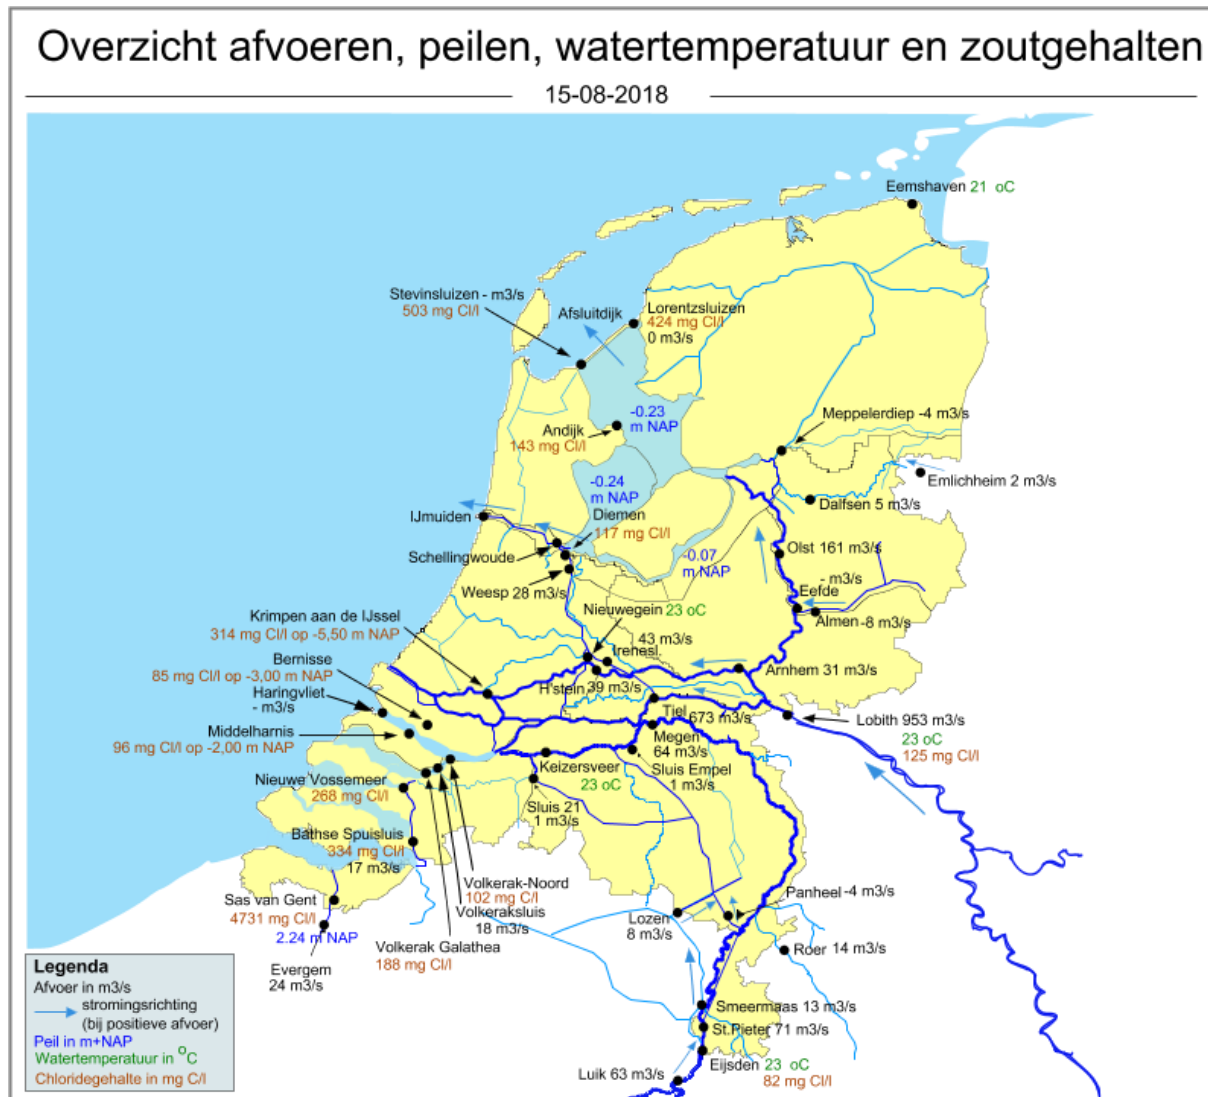 Overzicht afvoeren, peilen, watertemperatuur en zoutgehalten
15-08-2018
Eemshaven 21 oC
Stevinsluizen - m3/s
503 mg Cl/l
Afsluitdijk
Lorentzsluizen
424 mg Cl/l
0 m3/s
-0.23
m NAP
Andijk
143 mg Cl/l
Meppelerdiep -4 m3/s
Emlichheim 2 m3/s
Dalfsen 5 m3/s
-0.24
m NAP
IJmuiden
Diemen
117 mg Cl/l
Schellingwoude
Weesp 28 m3/s
-0.07
m NAP
Olst 161 m3/s
- m3/s
Eefde
Almen -8 m3/s
Nieuwegein 23 oC
43 m3/s
Irenesl.
Krimpen aan de IJssel
314 mg Cl/l op -5,50 m NAP
Bernisse
85 mg Cl/l op -3,00 m NAP
Haringvliet
- m3/s
Middelharnis
96 mg Cl/l op -2,00 m NAP
H'stein 39 m3/s
Arnhem 31 m3/s
Tiel 673 m3/s
Lobith 953 m3/s
23 oC
125 mg Cl/l
Megen
64 m3/s
Sluis Empel
1 m3/s
Keizersveer
23 oC
Sluis 21
1 m3/s
Nieuwe Vossemeer
268 mg Cl/l
Bathse Spuisluis
334 mg Cl/l
17 m3/s
Volkerak-Noord
102 mg C/l
Volkeraksluis
18 m3/s
Volkerak Galathea
188 mg Cl/l
Sas van Gent
4731 mg Cl/l
2.24 m NAP
Evergem
24 m3/s
Panheel -4 m3/s
Lozen
8 m3/s
Roer 14 m3/s
Smeermaas 13 m3/s
St.Pieter 71 m3/s
Eijsden 23 oC
82 mg Cl/l
Luik 63 m3/s
Legenda
Afvoer in m3/s
stromingsrichting
(bij positieve afvoer)
Peil in m+NAP
Watertemperatuur in °C
Chloridegehalte in mg C/l